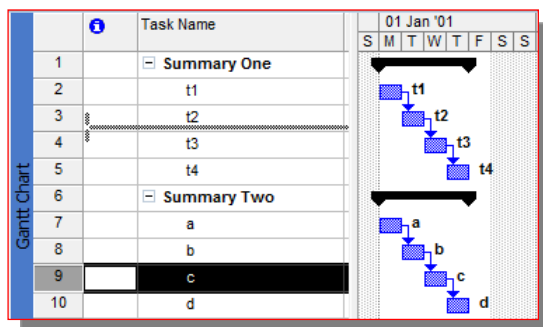 Task Name
01 Jan '01
S M T W T F S S
1 Summary One
2 t1 t1
3 t2 t2
4 t3 t3
5 t4 t4
6 Summary Two
7 a a
8 b b
9 c c
10 d d
Gantt Chart